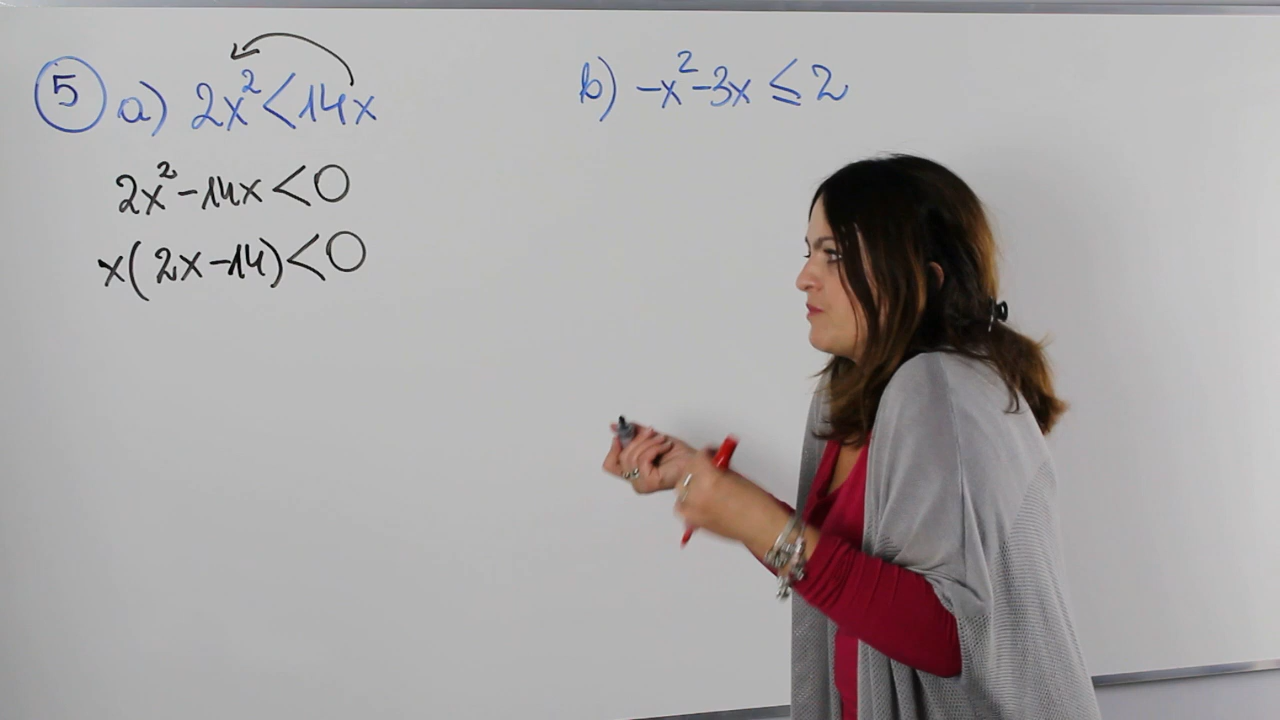 5 a) 2x² < 14x
2x² - 14x < 0
x(2x - 14) < 0
b) -x² - 3x ≤ 2